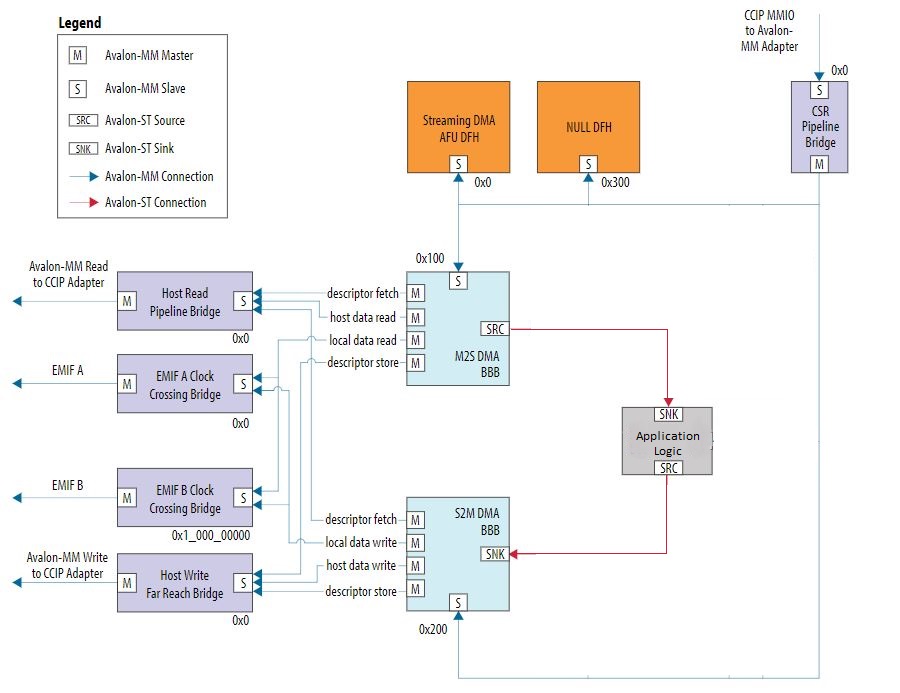 Legend
M Avalon-MM Master
S Avalon-MM Slave
SRC Avalon-ST Source
SNK Avalon-ST Sink
Avalon-MM Connection
Avalon-ST Connection
CCIP MMIO
to Avalon-
MM Adapter
0x0
S
CSR
Pipeline
Bridge
M
Streaming DMA
AFU DFH
S
0x0
NULL DFH
S
0x300
Avalon-MM Read
to CCIP Adapter
M
Host Read
Pipeline Bridge
S
0x0
EMIF A
M
EMIF A Clock
Crossing Bridge
S
0x0
EMIF B
M
EMIF B Clock
Crossing Bridge
S
0x1_000_00000
Avalon-MM Write
to CCIP Adapter
M
Host Write
Far Reach Bridge
S
0x0
0x100
S
descriptor fetch M
host data read M
local data read M
descriptor store M
SRC
M2S DMA
BBB
SNK
Application
Logic
SRC
descriptor fetch M
local data write M
host data write M
descriptor store M
S2M DMA
BBB
SNK
S
0x200